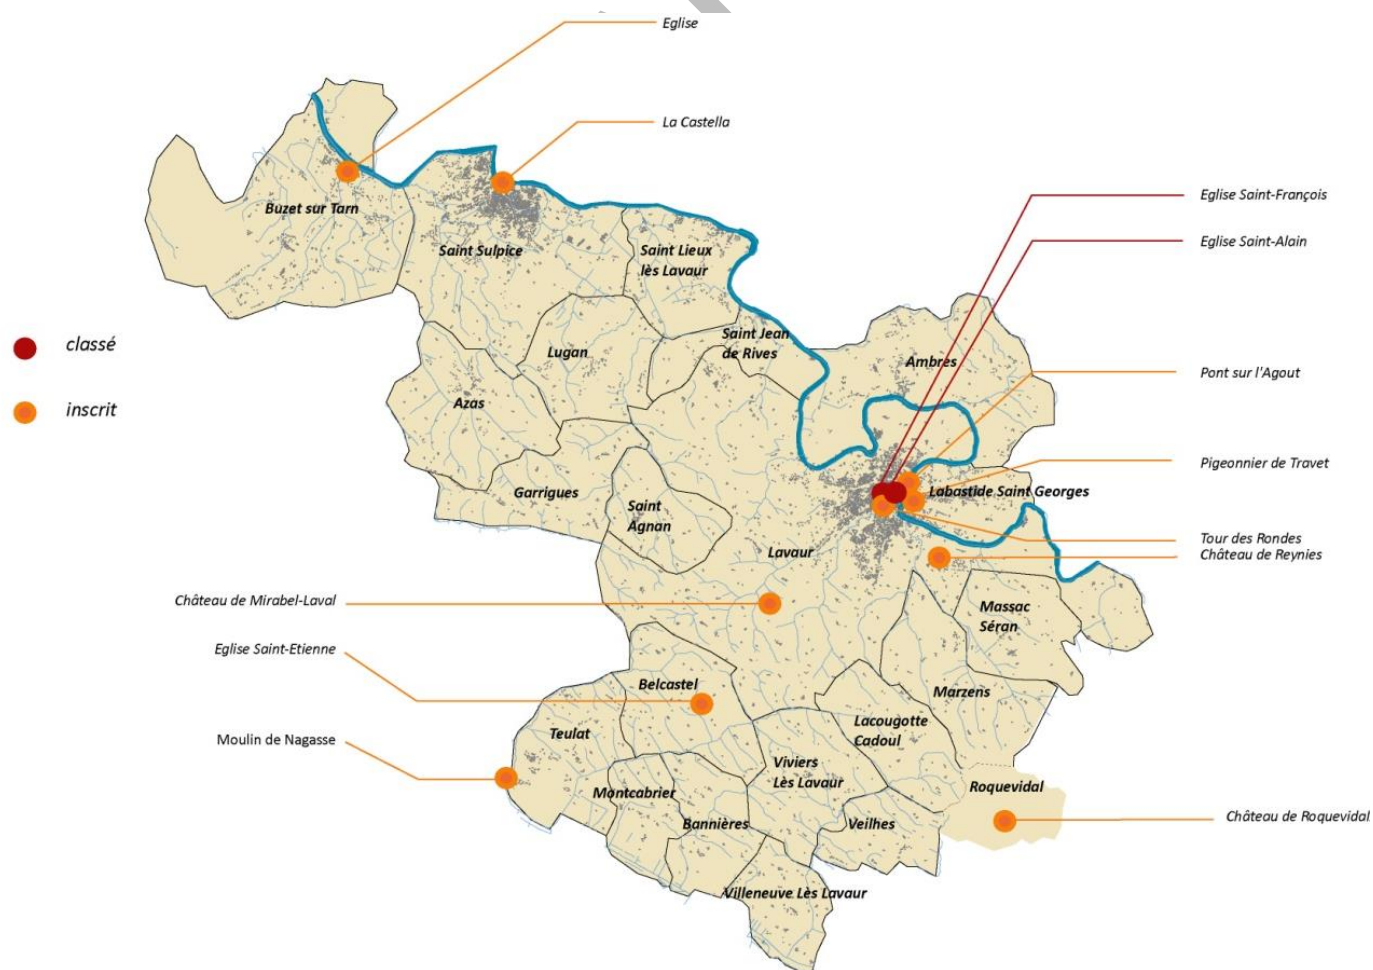 Eglise
La Castella
Eglise Saint-François
Eglise Saint-Alain
Buzet sur Tarn
Saint Sulpice
Saint Lieux
lès Lavaur
classé
inscrit
Saint Jean
de Rives
Lugan
Ambres
Pont sur l'Agout
Azas
Pigeonnier de Travet
Garrigues
Saint
Agnan
Labastide Saint Georges
Lavaur
Tour des Rondes
Château de Reynies
Château de Mirabel-Laval
Massac
Séran
Eglise Saint-Etienne
Belcastel
Marzens
Moulin de Nagasse
Teulat
Lacougotte
Cadoul
Viviers
Lès Lavaur
Montcabrier
Roquevidal
Bannières
Veilhes
Château de Roquevidal
Villeneuve Lès Lavaur